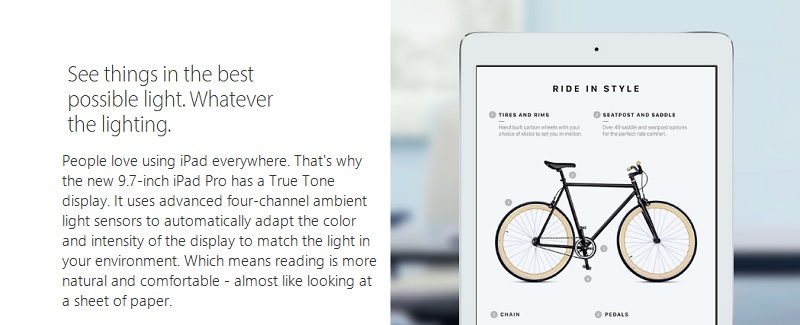 See things in the best
possible light. Whatever
the lighting.
People love using iPad everywhere. That's why
the new 9.7-inch iPad Pro has a True Tone
display. It uses advanced four-channel ambient
light sensors to automatically adapt the color
and intensity of the display to match the light in
your environment. Which means reading is more
natural and comfortable - almost like looking at
a sheet of paper.
RIDE IN STYLE
TIRES AND RIMS
Hand built carbon wheels with your
choice of slicks to set you in motion.
SEATPOST AND SADDLE
Over 40 saddle and seatpost options
for the perfect ride comfort.
CHAIN
PEDALS